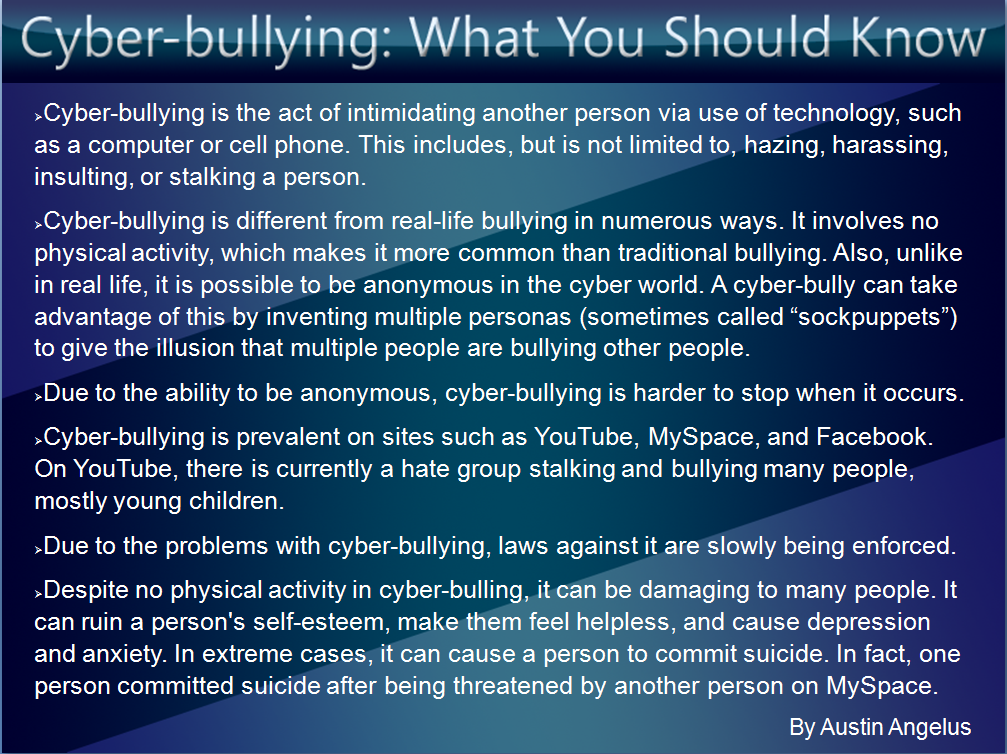 Cyber-bullying: What You Should Know
➢Cyber-bullying is the act of intimidating another person via use of technology, such
as a computer or cell phone. This includes, but is not limited to, hazing, harassing,
insulting, or stalking a person.
➢Cyber-bullying is different from real-life bullying in numerous ways. It involves no
physical activity, which makes it more common than traditional bullying. Also, unlike
in real life, it is possible to be anonymous in the cyber world. A cyber-bully can take
advantage of this by inventing multiple personas (sometimes called “sockpuppets”)
to give the illusion that multiple people are bullying other people.
➢Due to the ability to be anonymous, cyber-bullying is harder to stop when it occurs.
➢Cyber-bullying is prevalent on sites such as YouTube, MySpace, and Facebook.
On YouTube, there is currently a hate group stalking and bullying many people,
mostly young children.
➢Due to the problems with cyber-bullying, laws against it are slowly being enforced.
➢Despite no physical activity in cyber-bulling, it can be damaging to many people. It
can ruin a person's self-esteem, make them feel helpless, and cause depression
and anxiety. In extreme cases, it can cause a person to commit suicide. In fact, one
person committed suicide after being threatened by another person on MySpace.
By Austin Angelus